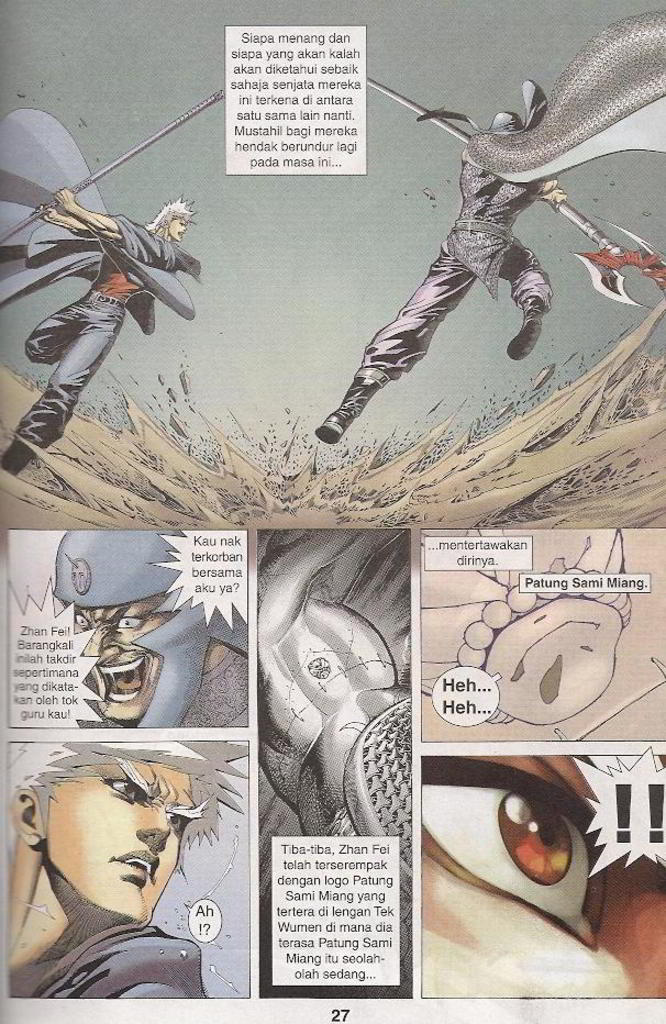 Siapa menang dan
siapa yang akan kalah
akan diketahui sebaik
sahaja senjata mereka
ini terkena di antara
satu sama lain nanti.
Mustahil bagi mereka
hendak berundur lagi
pada masa ini...
Kau nak
terkorban
bersama
aku ya?
Zhan Fei!
Barangkali
inilah takdir
sepertimana
yang dikata-
kan oleh tok
guru kau!
Ah
!?
Tiba-tiba, Zhan Fei
telah terserempak
dengan logo Patung
Sami Miang yang
tertera di lengan Tek
Wumen di mana dia
terasa Patung Sami
Miang itu seolah-
olah sedang...
...mentertawakan
dirinya.
Patung Sami Miang.
Heh...
Heh...
!!
27